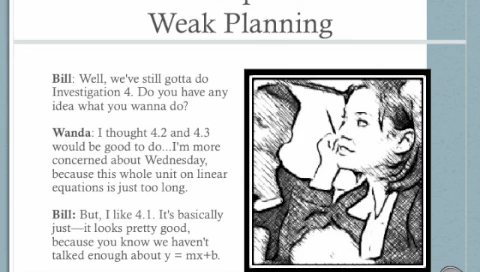 Weak Planning
Bill: Well, we've still gotta do
Investigation 4. Do you have any
idea what you wanna do?
Wanda: I thought 4.2 and 4.3
would be good to do...I'm more
concerned about Wednesday,
because this whole unit on linear
equations is just too long.
Bill: But, I like 4.1. It's basically
just—it looks pretty good,
because you know we haven't
talked enough about y = mx+b.